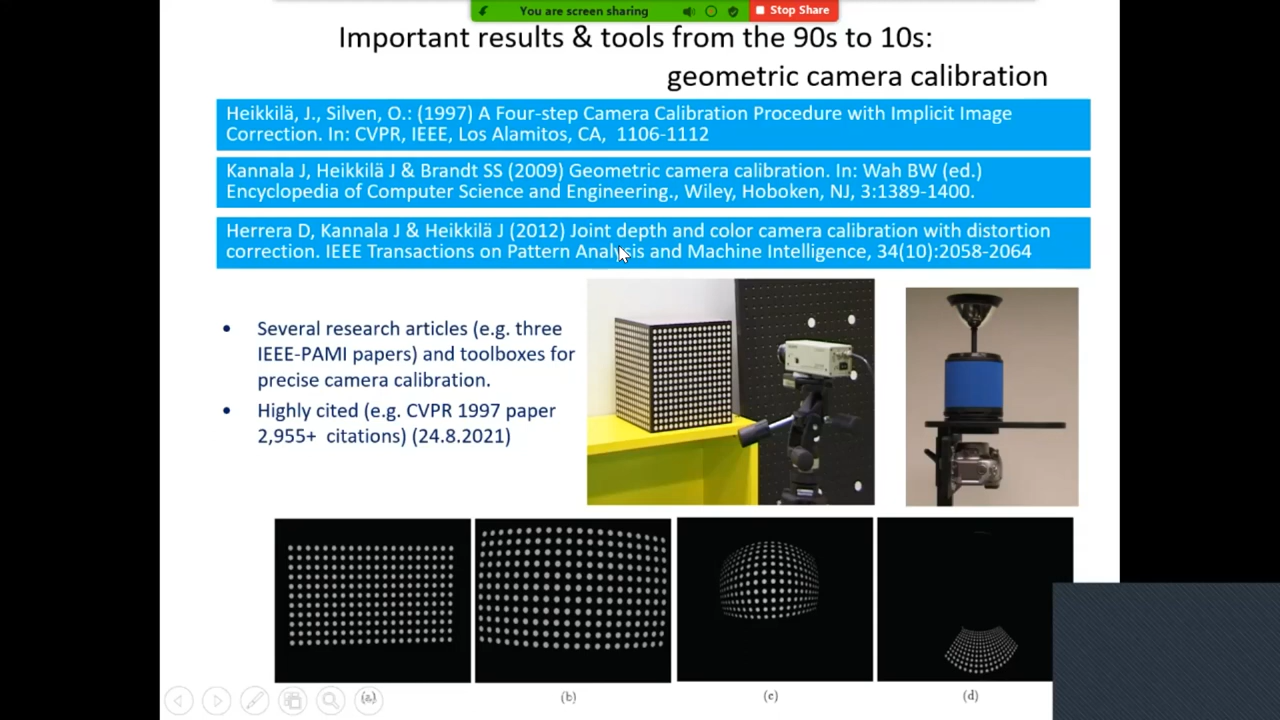 You are screen sharing
Stop Share
Important results & tools from the 90s to 10s:
geometric camera calibration
Heikkilä, J., Silven, O.: (1997) A Four-step Camera Calibration Procedure with Implicit Image
Correction. In: CVPR, IEEE, Los Alamitos, CA, 1106-1112
Kannala J, Heikkilä J & Brandt SS (2009) Geometric camera calibration. In: Wah BW (ed.)
Encyclopedia of Computer Science and Engineering., Wiley, Hoboken, NJ, 3:1389-1400.
Herrera D, Kannala J & Heikkilä J (2012) Joint depth and color camera calibration with distortion
correction. IEEE Transactions on Pattern Analysis and Machine Intelligence, 34(10):2058-2064
• Several research articles (e.g. three
IEEE-PAMI papers) and toolboxes for
precise camera calibration.
• Highly cited (e.g. CVPR 1997 paper
2,955+ citations) (24.8.2021)
(a) (b) (c) (d)